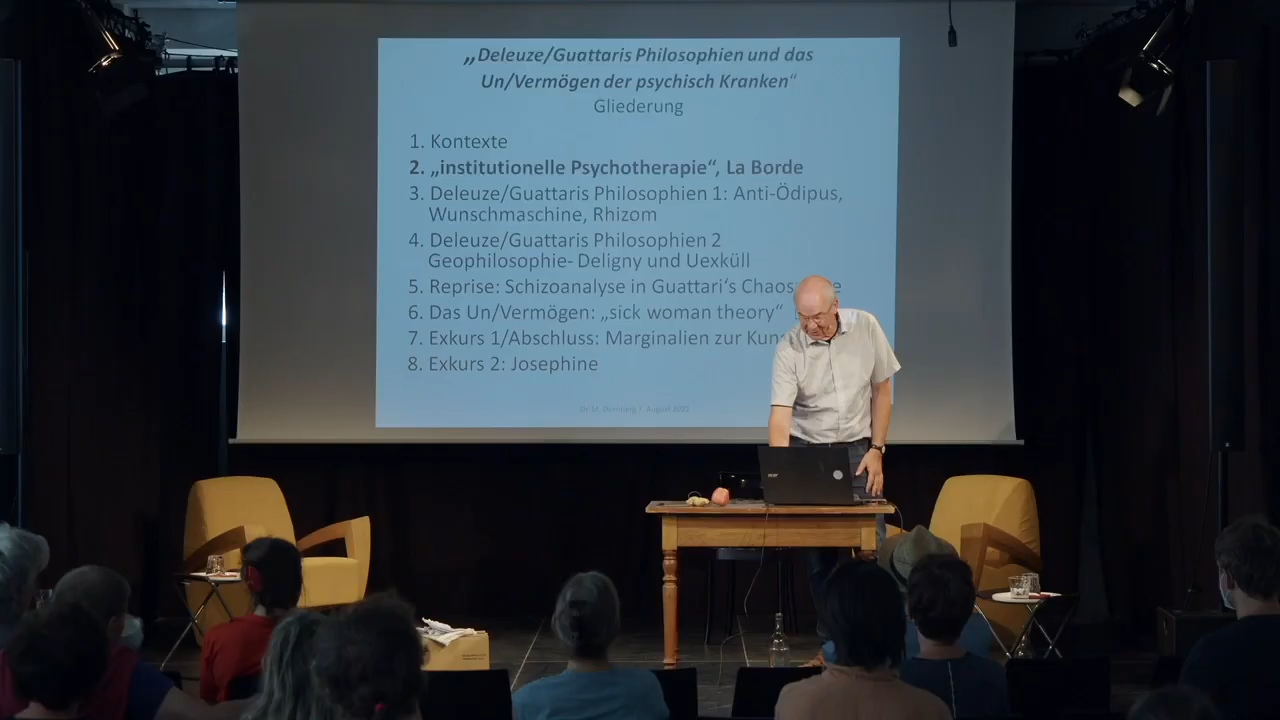 „Deleuze/Guattaris Philosophien und das
Un/Vermögen der psychisch Kranken“
Gliederung
1. Kontexte
2. „institutionelle Psychotherapie“, La Borde
3. Deleuze/Guattaris Philosophien 1: Anti-Ödipus,
Wunschmaschine, Rhizom
4. Deleuze/Guattaris Philosophien 2
Geophilosophie- Deligny und Uexküll
5. Reprise: Schizoanalyse in Guattari‘s
6. Das Un/Vermögen: „sick woman theory“
7. Exkurs 1/Abschluss: Marginalien zur
8. Exkurs 2: Josephine
acer